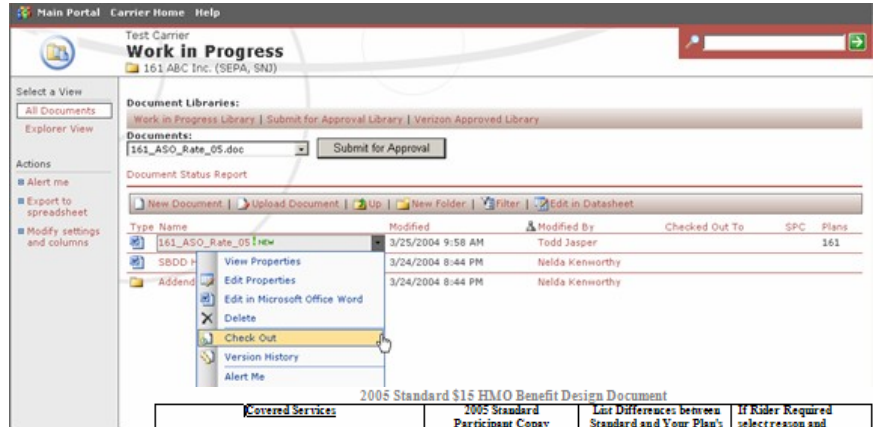 Main Portal Carrier Home Help
Test Carrier
Work in Progress
161 ABC Inc. (SEPA, SNJ)
Select a View
All Documents
Explorer View
Actions
Alert me
Export to
spreadsheet
Modify settings
and columns
Document Libraries:
Work in Progress Library | Submit for Approval Library | Verizon Approved Library
Documents:
161_ASO_Rate_05.doc Submit for Approval
Document Status Report
New Document | Upload Document | Up | New Folder | Filter | Edit in Datasheet
Type Name Modified Modified By Checked Out To SPC Plans
161_ASO_Rate_05 ! NEW 3/25/2004 9:58 AM Todd Jasper 161
SBDD H 3/24/2004 8:44 PM Nelda Kenworthy
Addend 3/24/2004 8:44 PM Nelda Kenworthy
View Properties
Edit Properties
Edit in Microsoft Office Word
Delete
Check Out
Version History
Alert Me
2005 Standard $15 HMO Benefit Design Document
Covered Services 2005 Standard List Differences between If Rider Required
Participant Copay Standard and Your Plan's select reason and